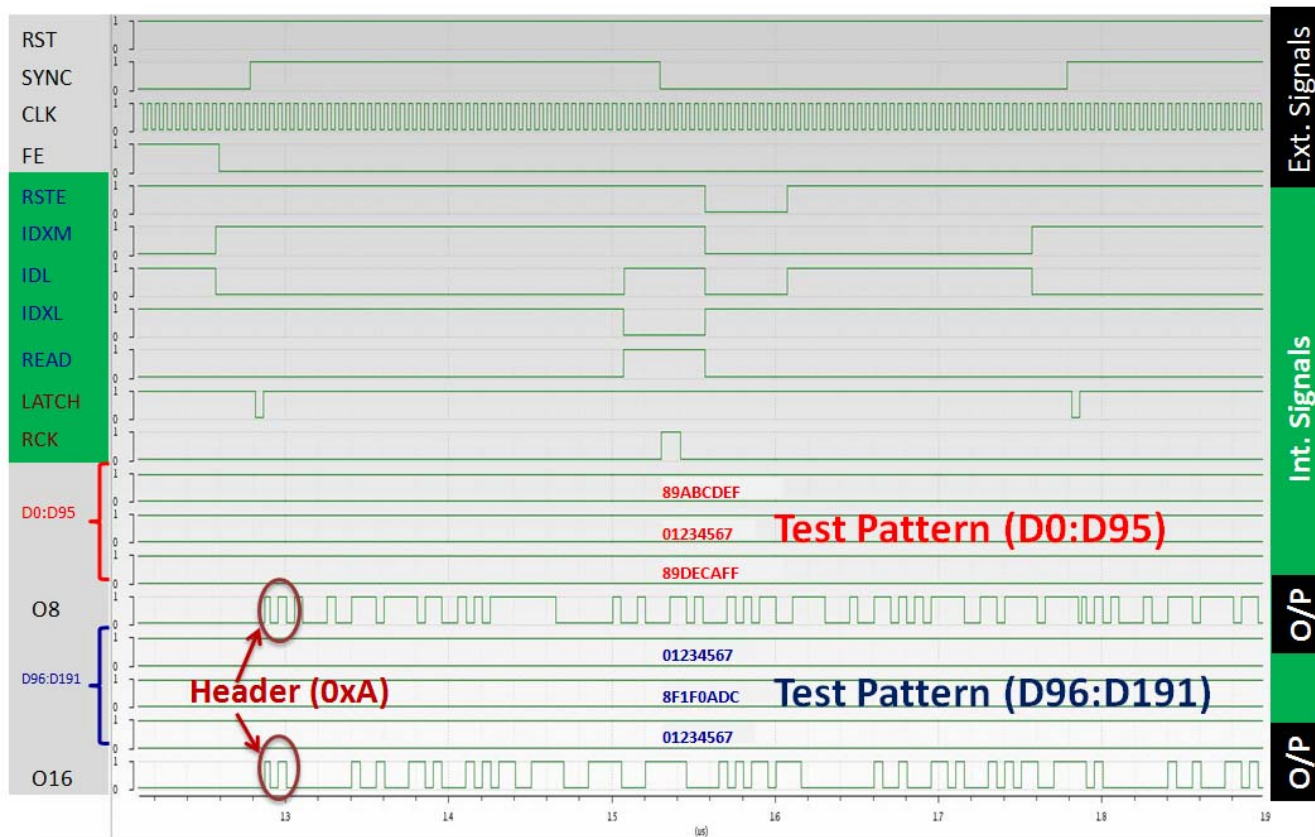 RST
SYNC
CLK
FE
RSTE
IDXM
IDL
IDXL
READ
LATCH
RCK
D0:D95
89ABCDEF
01234567
Test Pattern (D0:D95)
89DECAFF
O8
D96:D191
01234567
Header (0xA)
8F1F0ADC
Test Pattern (D96:D191)
01234567
O16
13
14
15
16
17
18
19
(us)
Ext. Signals
Int. Signals
O/P
O/P